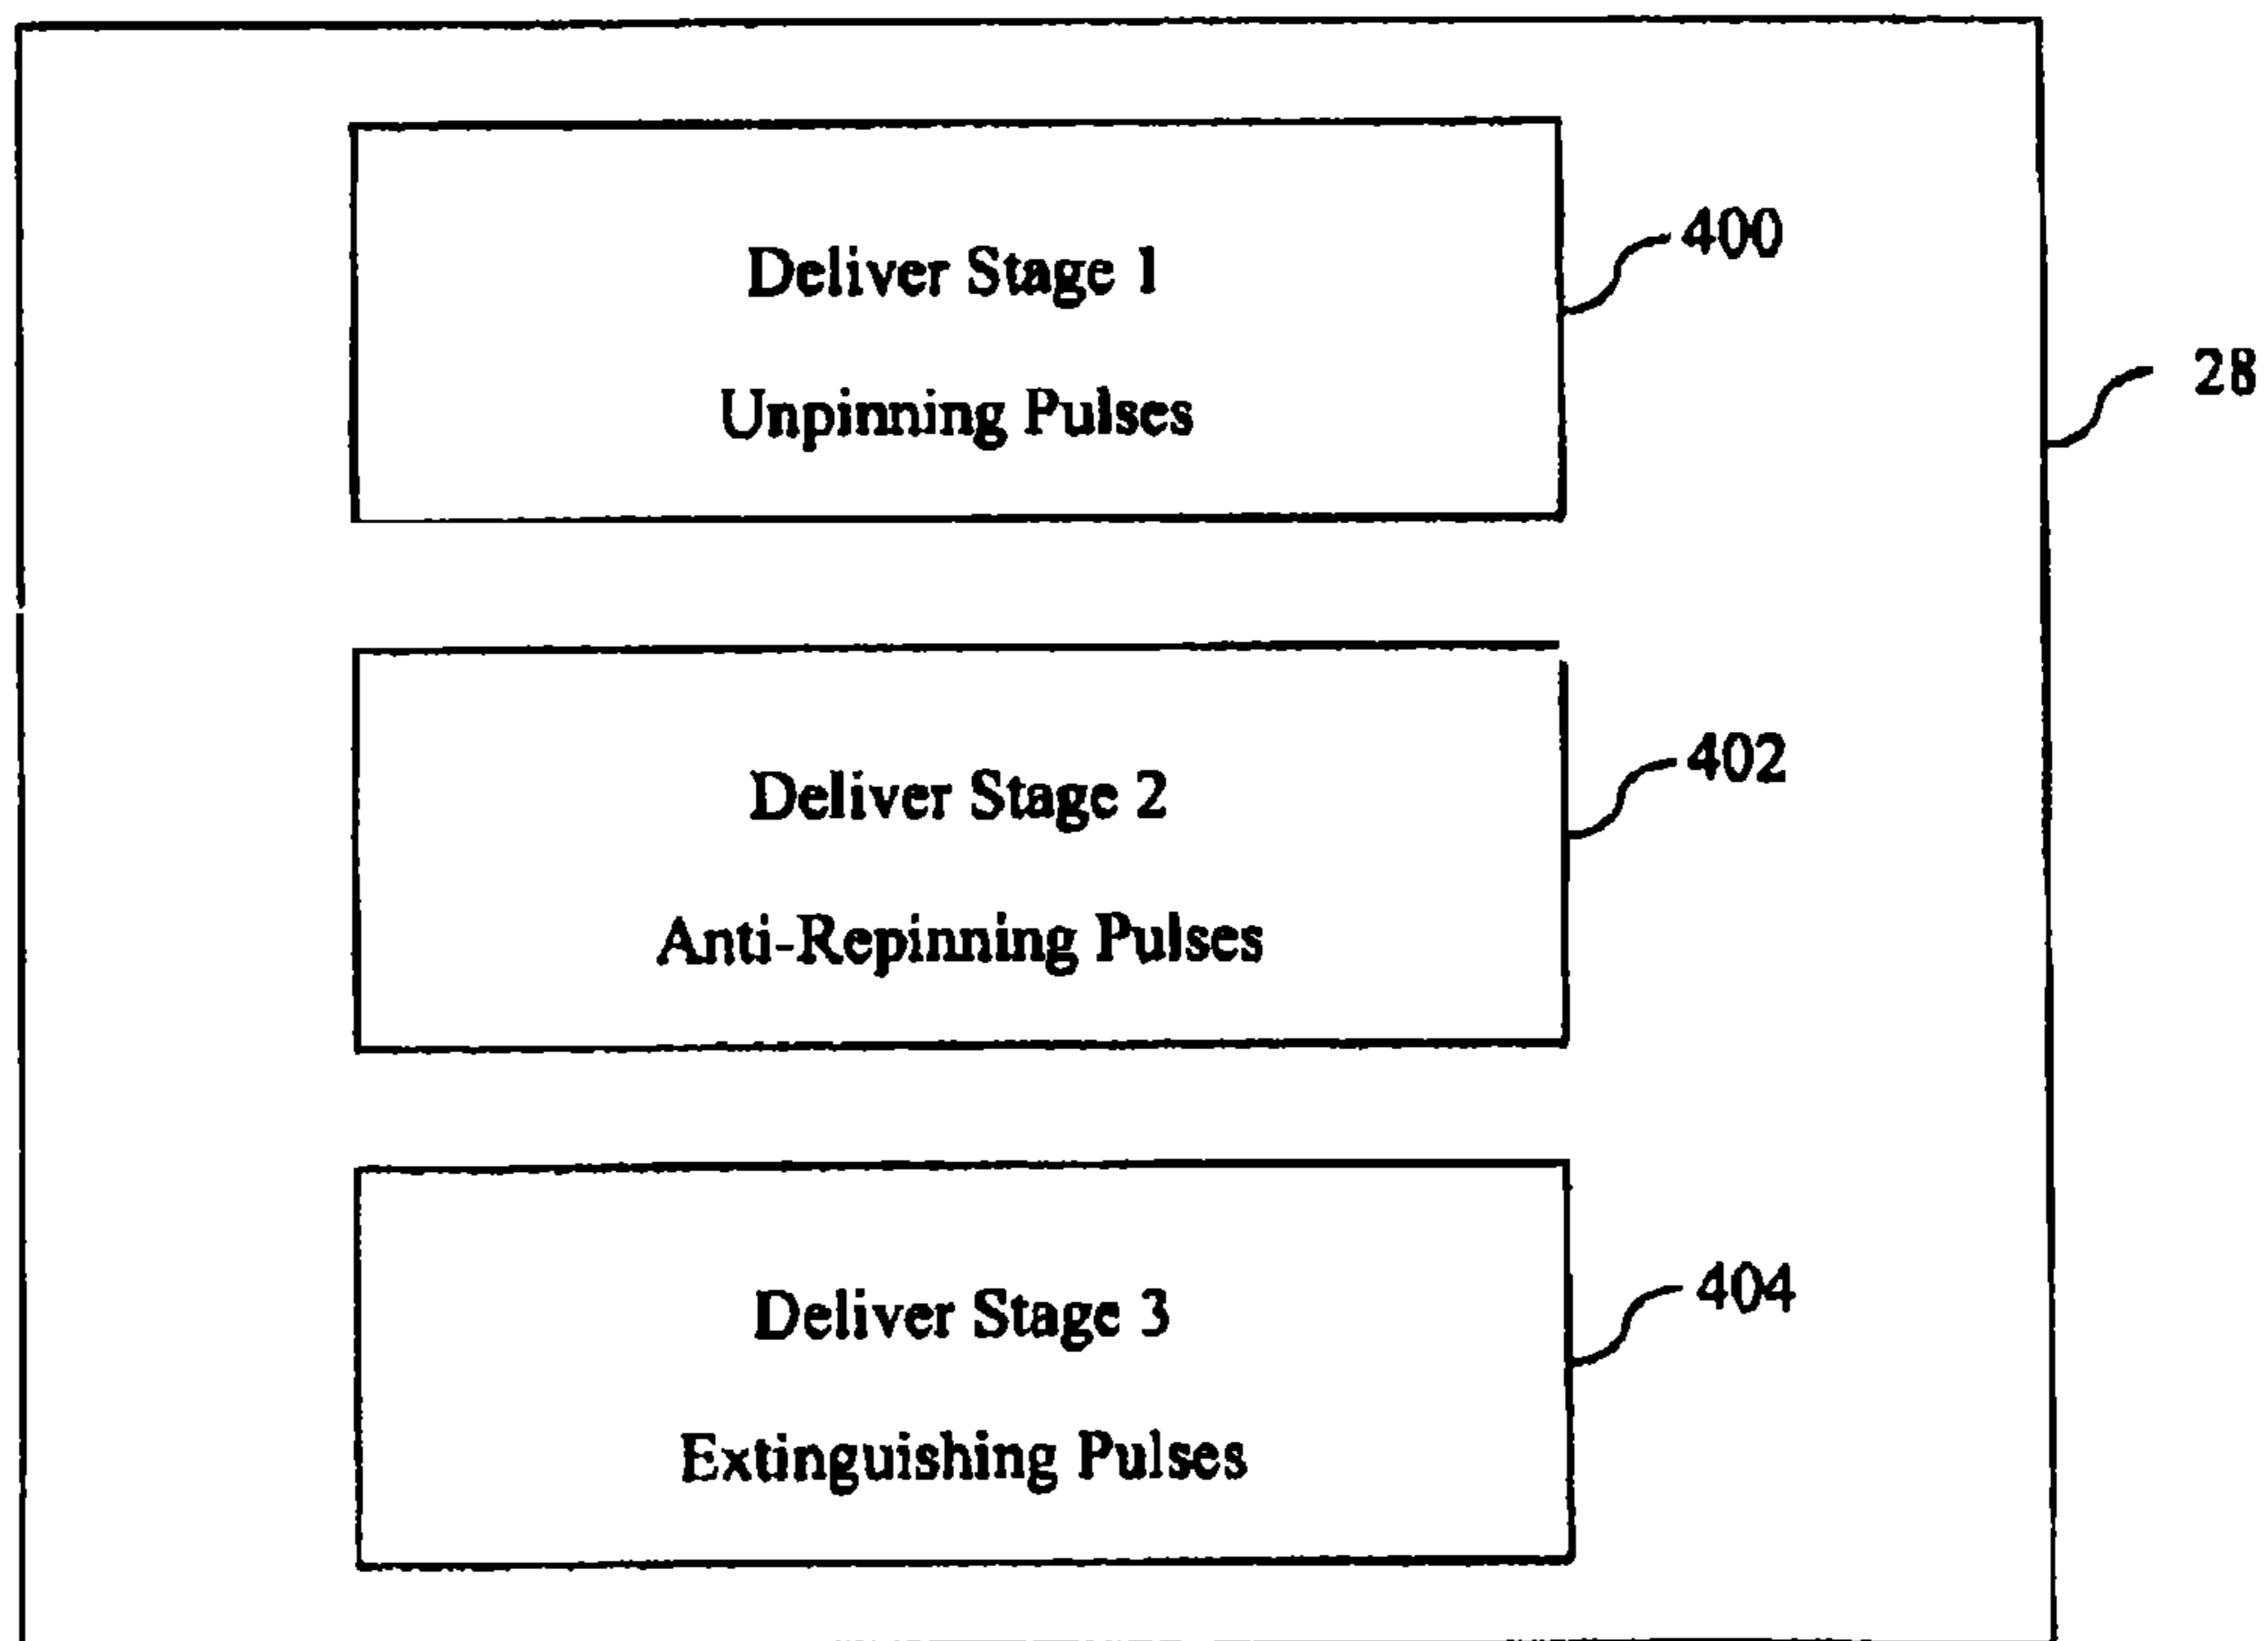 Deliver Stage 1
Unpinning Pulses
400
28
Deliver Stage 2
Anti-Repinning Pulses
402
Deliver Stage 3
Extinguishing Pulses
404